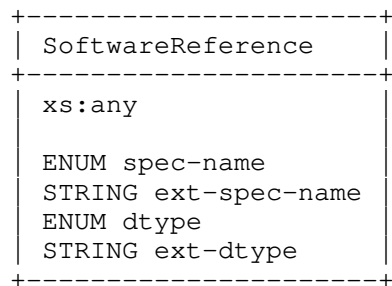 +----------------------+
| SoftwareReference |
+----------------------+
| xs:any |
| |
| ENUM spec-name |
| STRING ext-spec-name |
| ENUM dtype |
| STRING ext-dtype |
+----------------------+